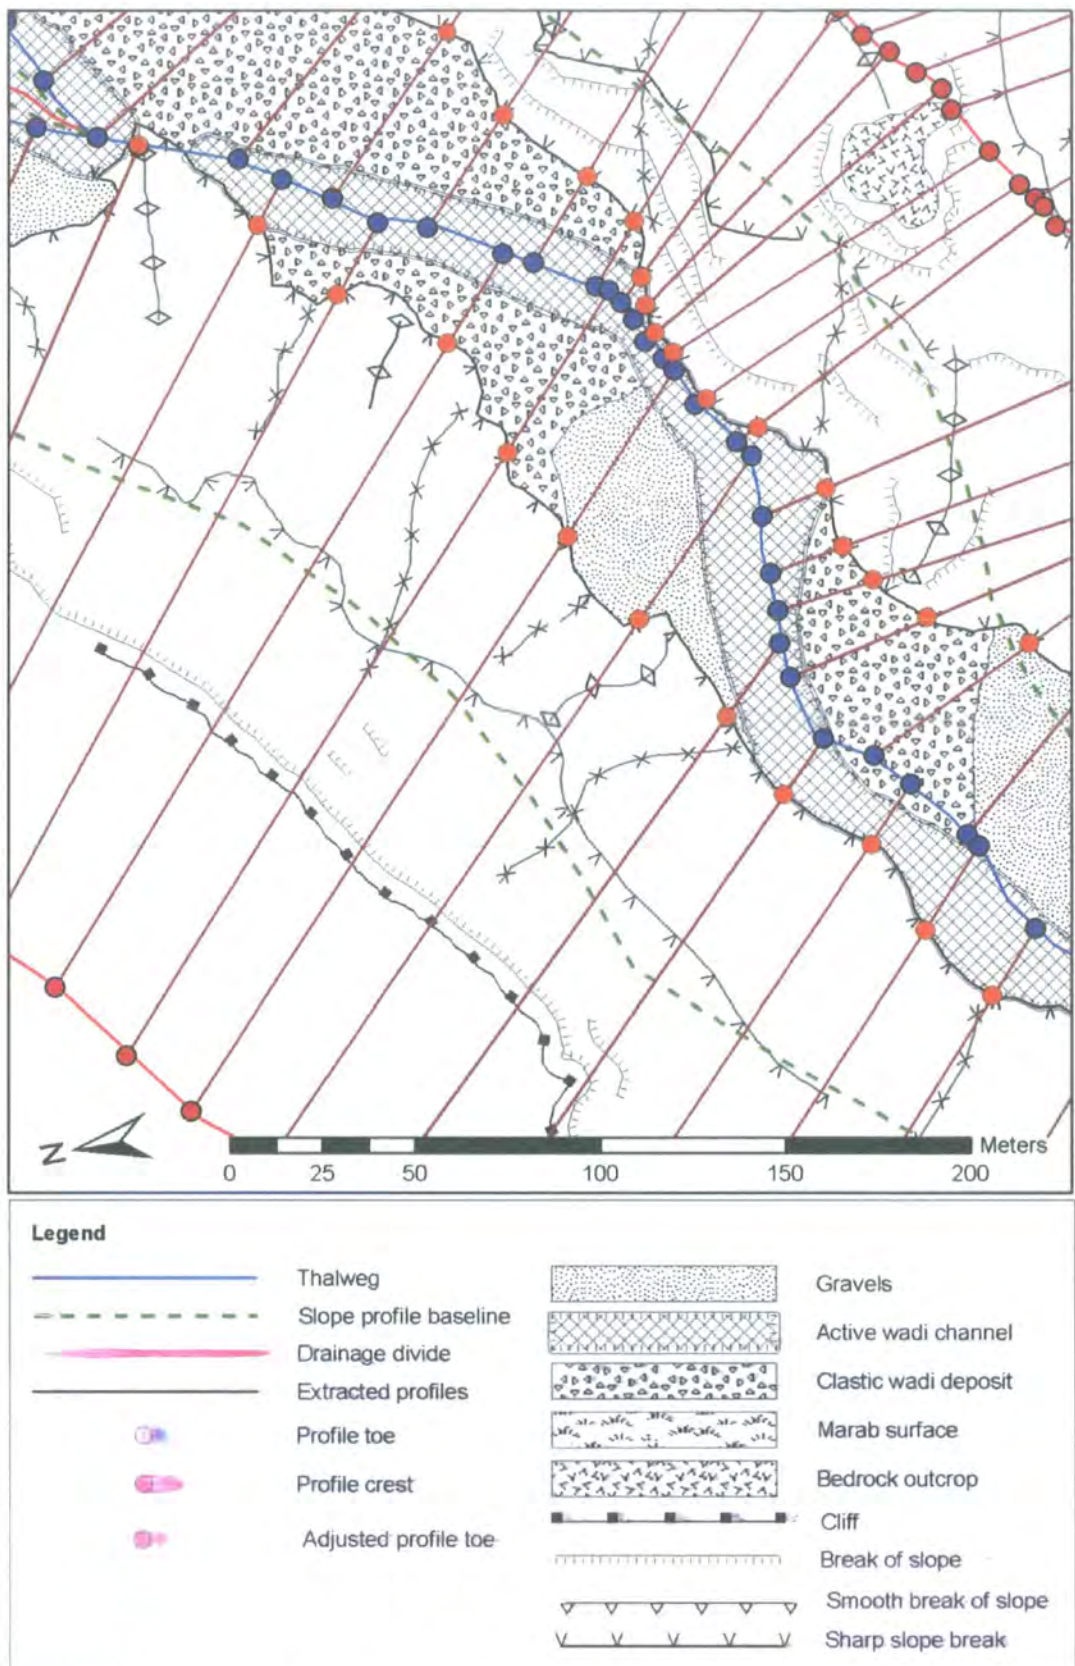 N
Meters
0 25 50 100 150 200
Legend
Thalweg
Slope profile baseline
Drainage divide
Extracted profiles
Profile toe
Profile crest
Adjusted profile toe
Gravels
Active wadi channel
Clastic wadi deposit
Marab surface
Bedrock outcrop
Cliff
Break of slope
Smooth break of slope
Sharp slope break